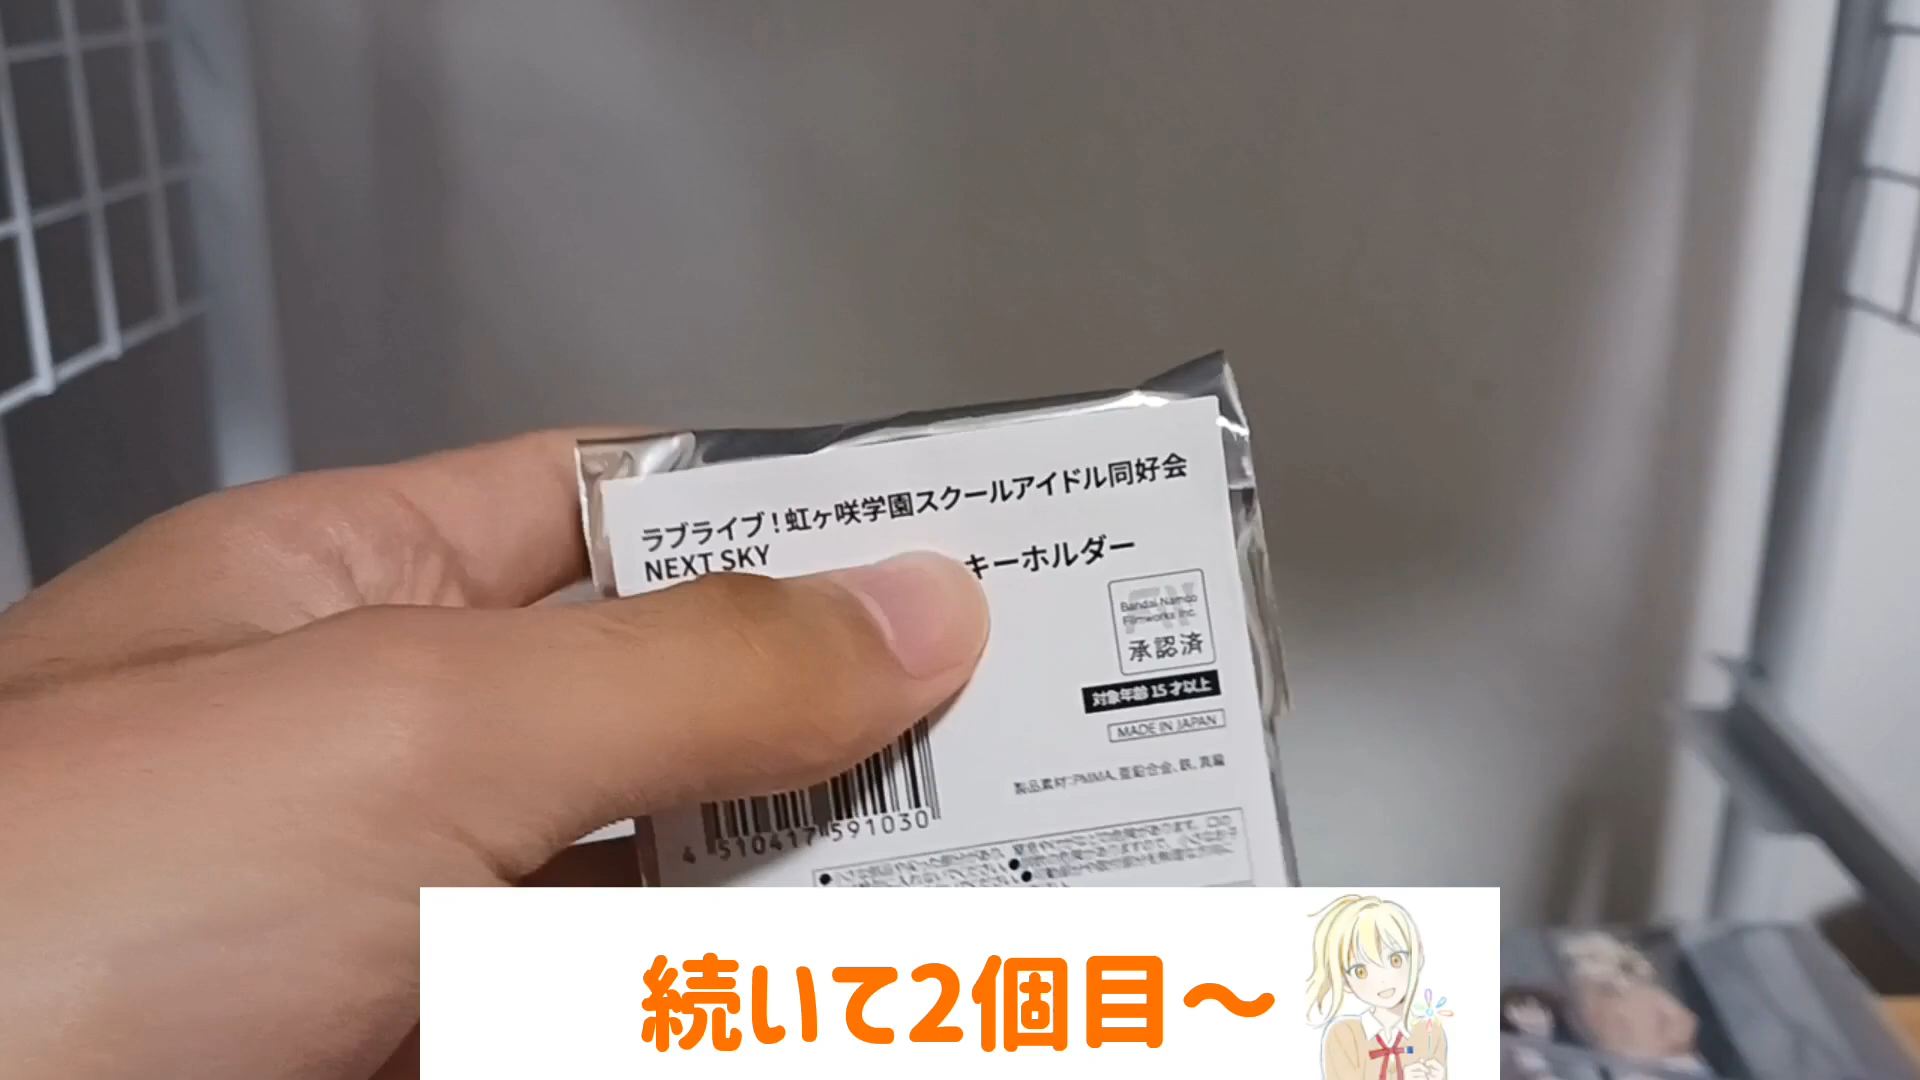 ラブライブ！虹ヶ咲学園スクールアイドル同好会
NEXT SKY
キーホルダー
Bandai Namco
Filmworks Inc.
承認済
対象年齢15才以上
MADE IN JAPAN
製品素材:PMMA、亜鉛合金、鉄、真鍮
4 510417 591030
続いて2個目〜